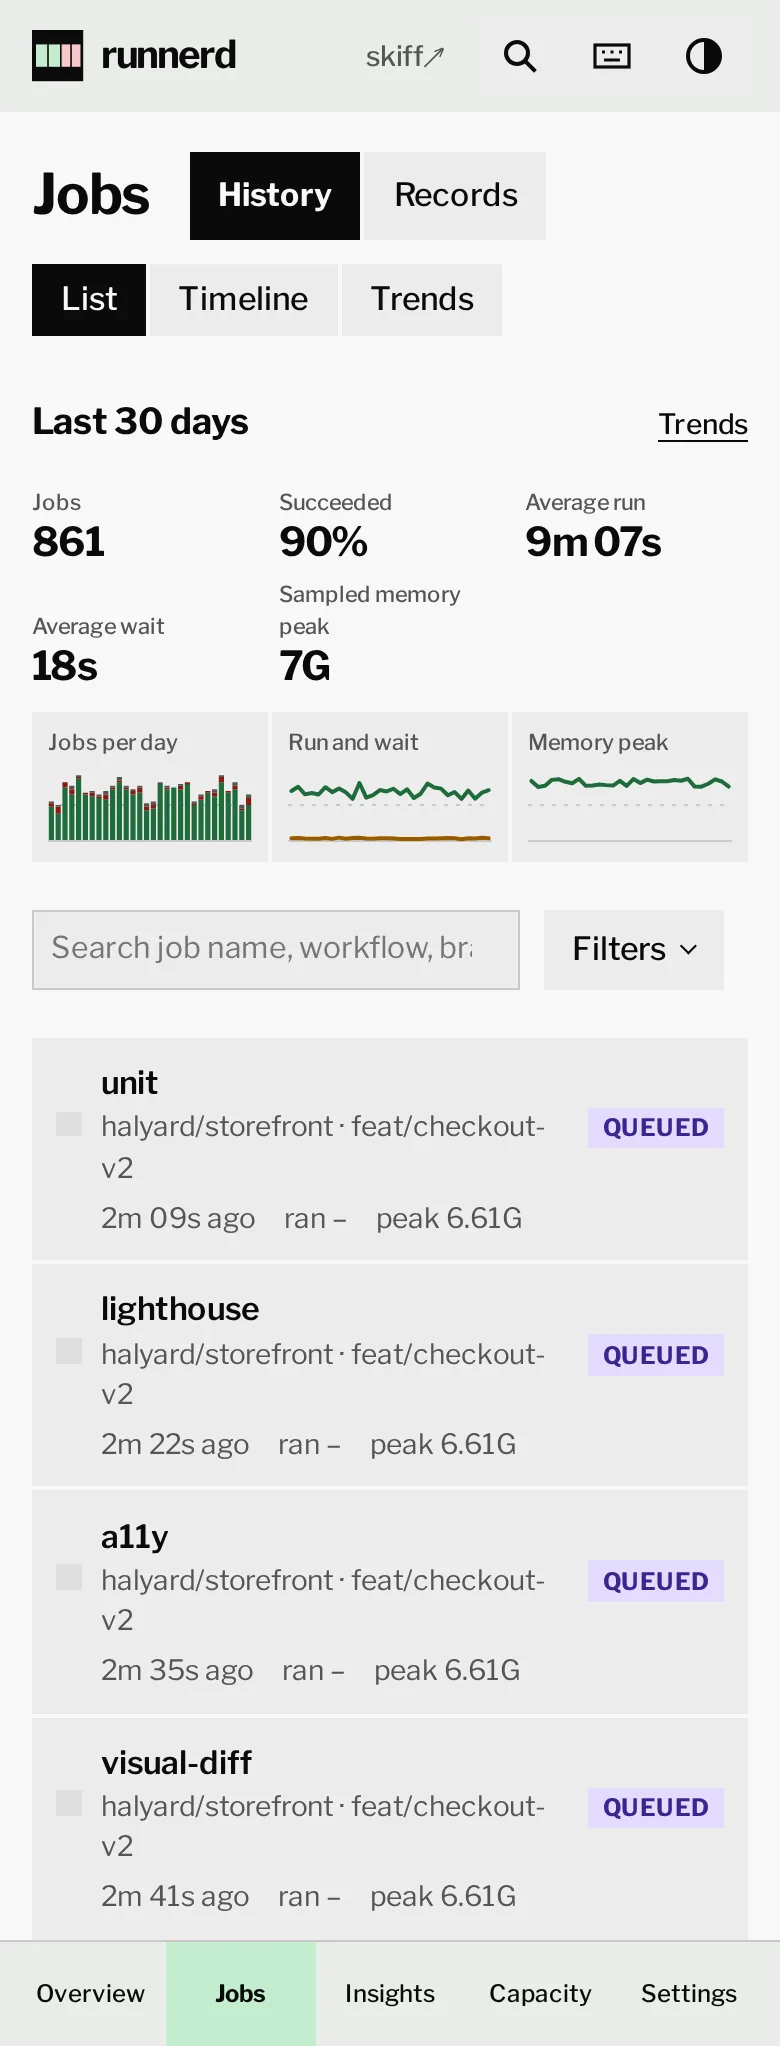 runnerd
skiff↗
Jobs
History
Records
List
Timeline
Trends
Last 30 days
Trends
Jobs
Succeeded
Average run
861
90%
9m 07s
Average wait
Sampled memory
peak
18s
7G
Jobs per day
Run and wait
Memory peak
Search job name, workflow, bra
Filters
unit
halyard/storefront · feat/checkout-
v2
QUEUED
2m 09s ago ran – peak 6.61G
lighthouse
halyard/storefront · feat/checkout-
v2
QUEUED
2m 22s ago ran – peak 6.61G
a11y
halyard/storefront · feat/checkout-
v2
QUEUED
2m 35s ago ran – peak 6.61G
visual-diff
halyard/storefront · feat/checkout-
v2
QUEUED
2m 41s ago ran – peak 6.61G
Overview
Jobs
Insights
Capacity
Settings